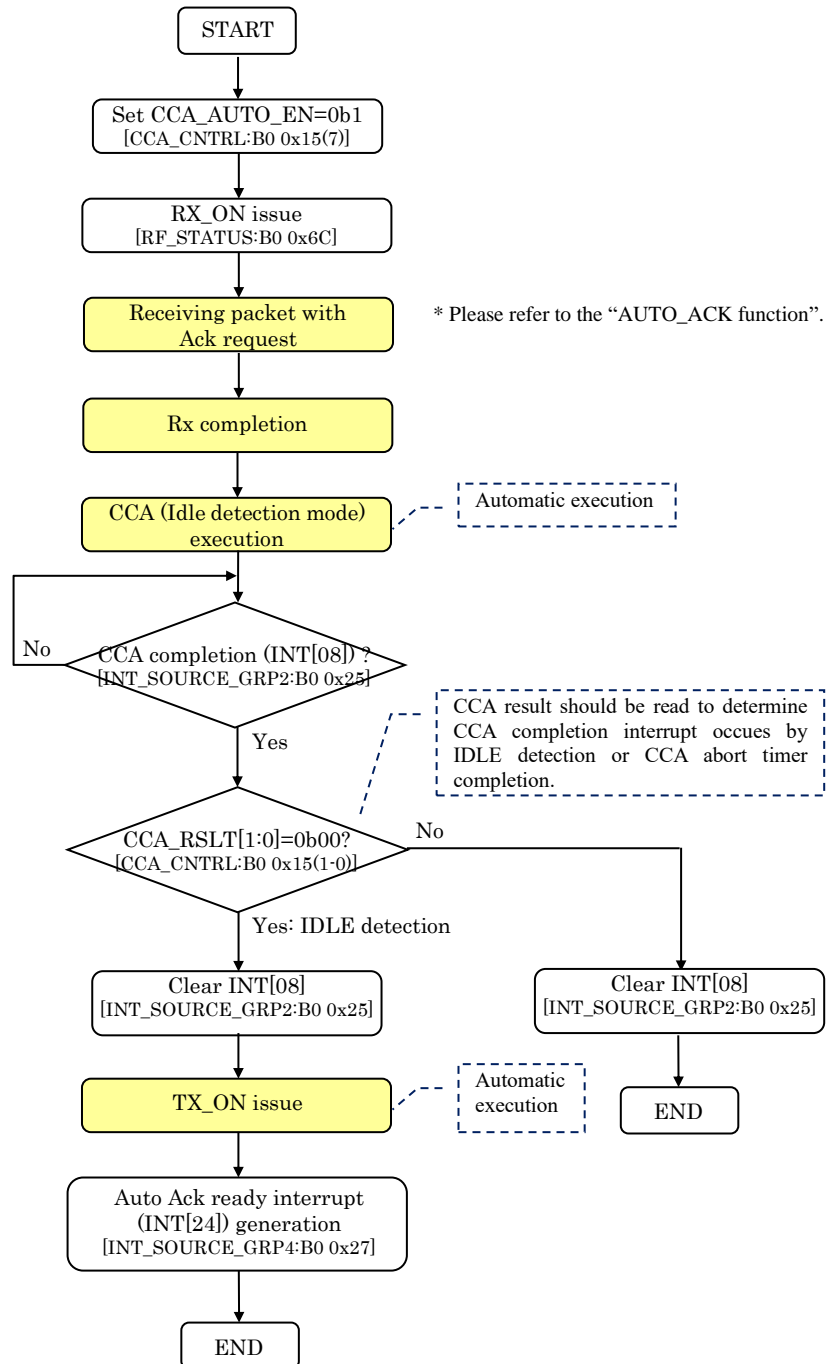 START
Set CCA_AUTO_EN=0b1
[CCA_CNTRL:B0 0x15(7)]
RX_ON issue
[RF_STATUS:B0 0x6C]
Receiving packet with
Ack request
* Please refer to the “AUTO_ACK function”.
Rx completion
CCA (Idle detection mode)
execution
Automatic execution
No
CCA completion (INT[08]) ?
[INT_SOURCE_GRP2:B0 0x25]
CCA result should be read to determine
CCA completion interrupt occues by
IDLE detection or CCA abort timer
completion.
Yes
CCA_RSLT[1:0]=0b00?
[CCA_CNTRL:B0 0x15(1-0)]
No
Yes: IDLE detection
Clear INT[08]
[INT_SOURCE_GRP2:B0 0x25]
Clear INT[08]
[INT_SOURCE_GRP2:B0 0x25]
TX_ON issue
Automatic
execution
END
Auto Ack ready interrupt
(INT[24]) generation
[INT_SOURCE_GRP4:B0 0x27]
END